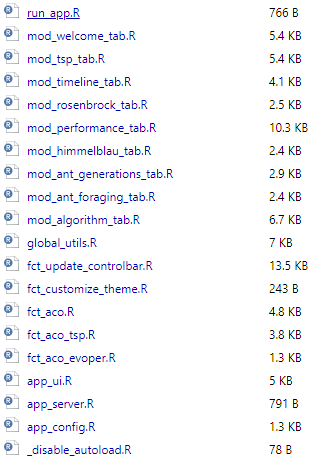 run_app.R 766 B
mod_welcome_tab.R 5.4 KB
mod_tsp_tab.R 5.4 KB
mod_timeline_tab.R 4.1 KB
mod_rosenbrock_tab.R 2.5 KB
mod_performance_tab.R 10.3 KB
mod_himmelblau_tab.R 2.4 KB
mod_ant_generations_tab.R 2.9 KB
mod_ant_foraging_tab.R 2.4 KB
mod_algorithm_tab.R 6.7 KB
global_utils.R 7 KB
fct_update_controlbar.R 13.5 KB
fct_customize_theme.R 243 B
fct_aco.R 4.8 KB
fct_aco_tsp.R 3.8 KB
fct_aco_evoper.R 1.3 KB
app_ui.R 5 KB
app_server.R 791 B
app_config.R 1.3 KB
_disable_autoload.R 78 B